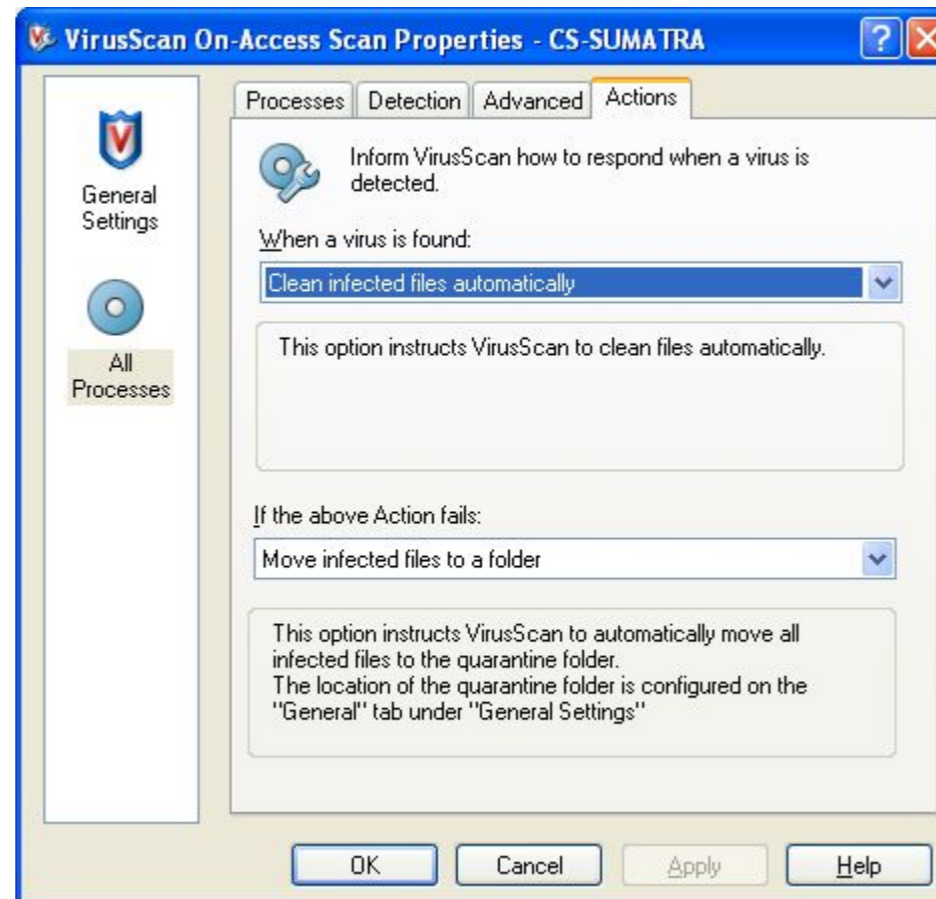 VirusScan On-Access Scan Properties - CS-SUMATRA
General
Settings
All
Processes
Processes
Detection
Advanced
Actions
Inform VirusScan how to respond when a virus is
detected.
When a virus is found:
Clean infected files automatically
This option instructs VirusScan to clean files automatically.
If the above Action fails:
Move infected files to a folder
This option instructs VirusScan to automatically move all
infected files to the quarantine folder.
The location of the quarantine folder is configured on the
"General" tab under "General Settings"
OK
Cancel
Apply
Help